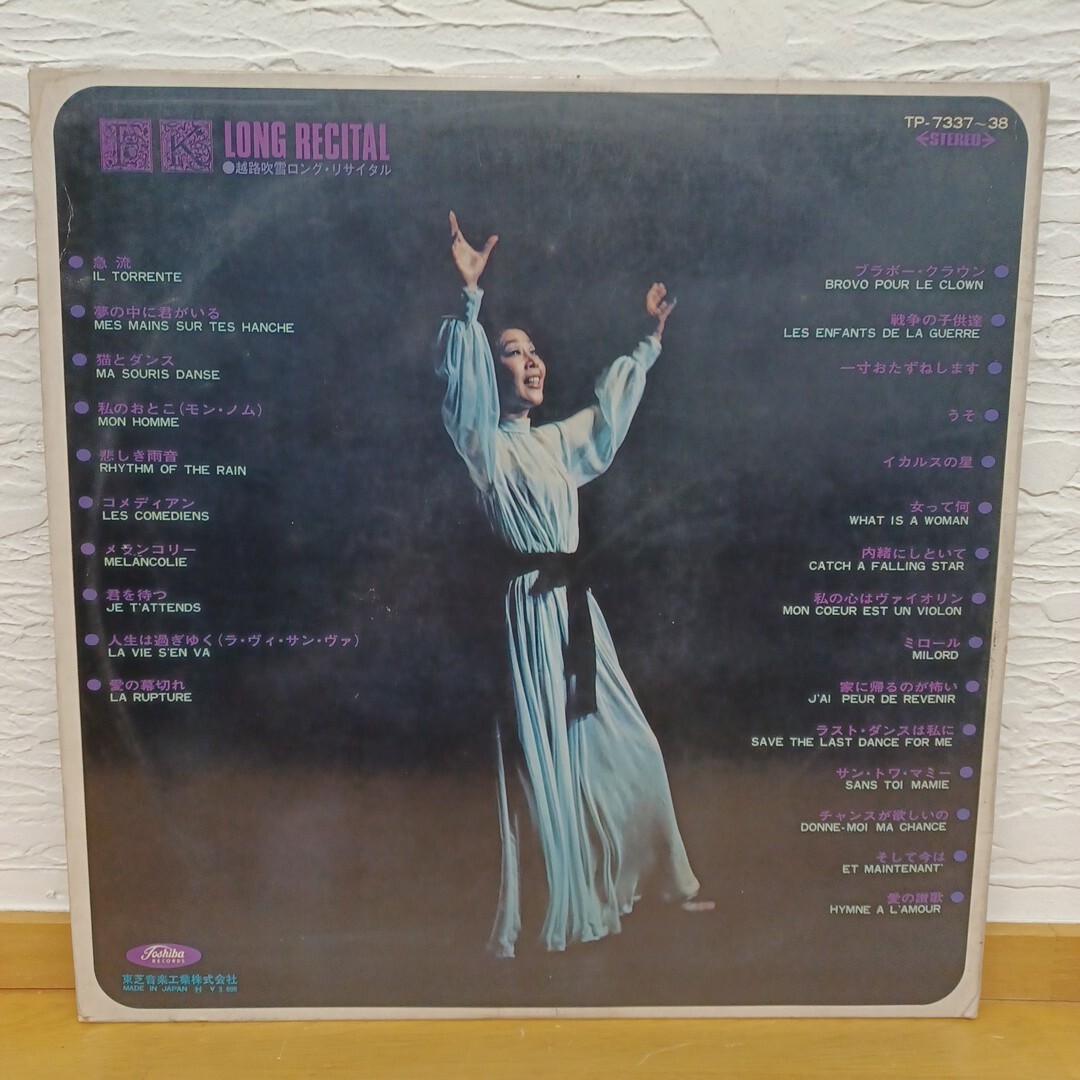 FK LONG RECITAL
●越路吹雪ロング・リサイタル
TP-7337~38
STEREO
急流
IL TORRENTE
夢の中に君がいる
MES MAINS SUR TES HANCHE
猫とダンス
MA SOURIS DANSE
私のおとこ(モン・ノム)
MON HOMME
悲しき雨音
RHYTHM OF THE RAIN
コメディアン
LES COMEDIENS
メランコリー
MELANCOLIE
君を待つ
JE T'ATTENDS
人生は過ぎゆく(ラ・ヴィ・サン・ヴァ)
LA VIE S'EN VA
愛の幕切れ
LA RUPTURE
ブラボー・クラウン
BROVO POUR LE CLOWN
戦争の子供達
LES ENFANTS DE LA GUERRE
一寸おたずねします
うそ
イカルスの星
女って何
WHAT IS A WOMAN
内緒にしといて
CATCH A FALLING STAR
私の心はヴァイオリン
MON COEUR EST UN VIOLON
ミロール
MILORD
家に帰るのが怖い
J'AI PEUR DE REVENIR
ラスト・ダンスは私に
SAVE THE LAST DANCE FOR ME
サン・トワ・マミー
SANS TOI MAMIE
チャンスが欲しいの
DONNE-MOI MA CHANCE
そして今は
ET MAINTENANT'
愛の讃歌
HYMNE A L'AMOUR
Toshiba
RECORDS
東芝音楽工業株式会社
MADE IN JAPAN H